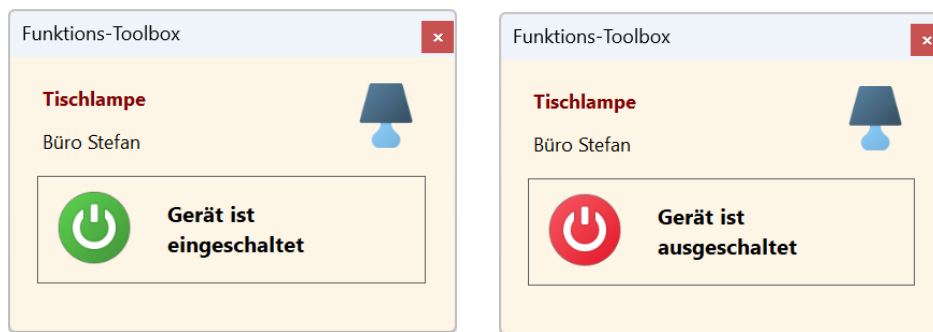 Funktions-Toolbox
×
Tischlampe
Büro Stefan
Gerät ist
eingeschaltet
Funktions-Toolbox
×
Tischlampe
Büro Stefan
Gerät ist
ausgeschaltet